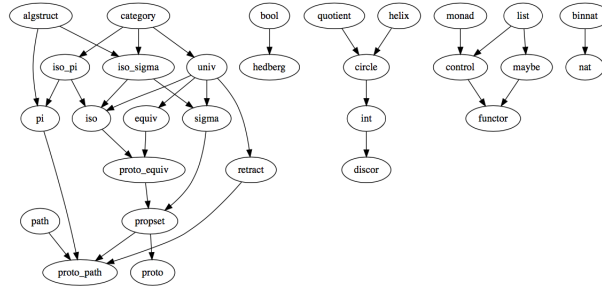 algstruct category bool quotient helix monad list binnat
iso_pi iso_sigma univ hedberg circle control maybe nat
pi iso equiv sigma int functor
proto_equiv retract discor
path propset
proto_path proto